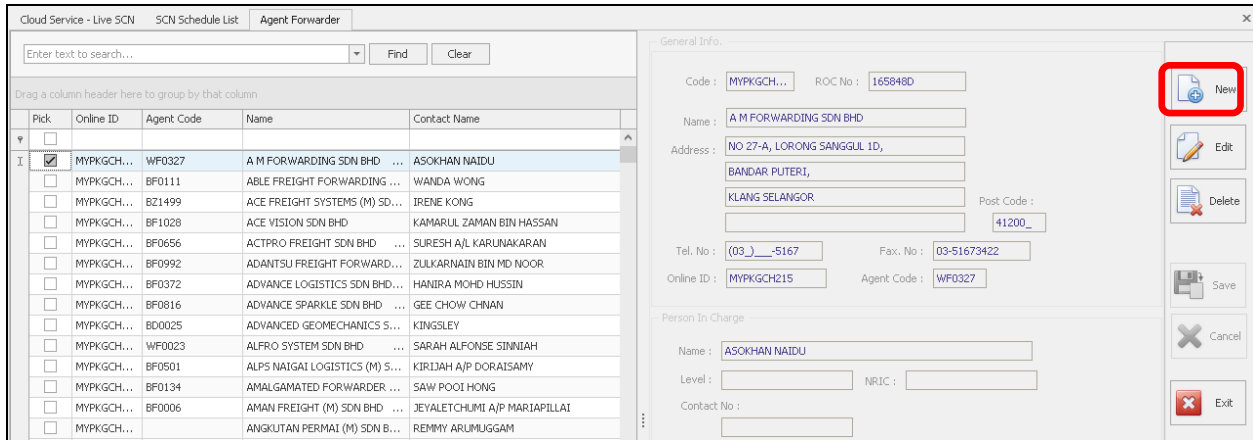 Cloud Service - Live SCN SCN Schedule List Agent Forwarder
Enter text to search... Find Clear
Drag a column header here to group by that column
Pick Online ID Agent Code Name Contact Name
MYPKGCH... WF0327 A M FORWARDING SDN BHD ... ASOKHAN NAIDU
MYPKGCH... BF0111 ABLE FREIGHT FORWARDING ... WANDA WONG
MYPKGCH... BZ1499 ACE FREIGHT SYSTEMS (M) SD... IRENE KONG
MYPKGCH... BF1028 ACE VISION SDN BHD KAMARUL ZAMAN BIN HASSAN
MYPKGCH... BF0656 ACTPRO FREIGHT SDN BHD ... SURESH A/L KARUNAKARAN
MYPKGCH... BF0992 ADANTSU FREIGHT FORWARD... ZULKARNAIN BIN MD NOOR
MYPKGCH... BF0372 ADVANCE LOGISTICS SDN BHD... HANIRA MOHD HUSSIN
MYPKGCH... BF0816 ADVANCE SPARKLE SDN BHD ... GEE CHOW CHNAN
MYPKGCH... BD0025 ADVANCED GEOMECHANICS S... KINGSLEY
MYPKGCH... WF0023 ALFRO SYSTEM SDN BHD ... SARAH ALFONSE SINNIAH
MYPKGCH... BF0501 ALPS NAIGAI LOGISTICS (M) S... KIRIJAH A/P DORAISAMY
MYPKGCH... BF0134 AMALGAMATED FORWARDER ... SAW POOI HONG
MYPKGCH... BF0006 AMAN FREIGHT (M) SDN BHD ... JEYALETCHUMI A/P MARIAPILLAI
MYPKGCH... ANGKUTAN PERMAI (M) SDN B... REMMY ARUMUGGAM
General Info.
Code : MYPKGCH... ROC No : 165848D
Name : A M FORWARDING SDN BHD
Address : NO 27-A, LORONG SANGGUL 1D,
BANDAR PUTERI,
KLANG SELANGOR Post Code :
41200_
Tel. No : (03_)___-5167 Fax. No : 03-51673422
Online ID : MYPKGCH215 Agent Code : WF0327
Person In Charge
Name : ASOKHAN NAIDU
Level : NRIC :
Contact No :
New
Edit
Delete
Save
Cancel
Exit